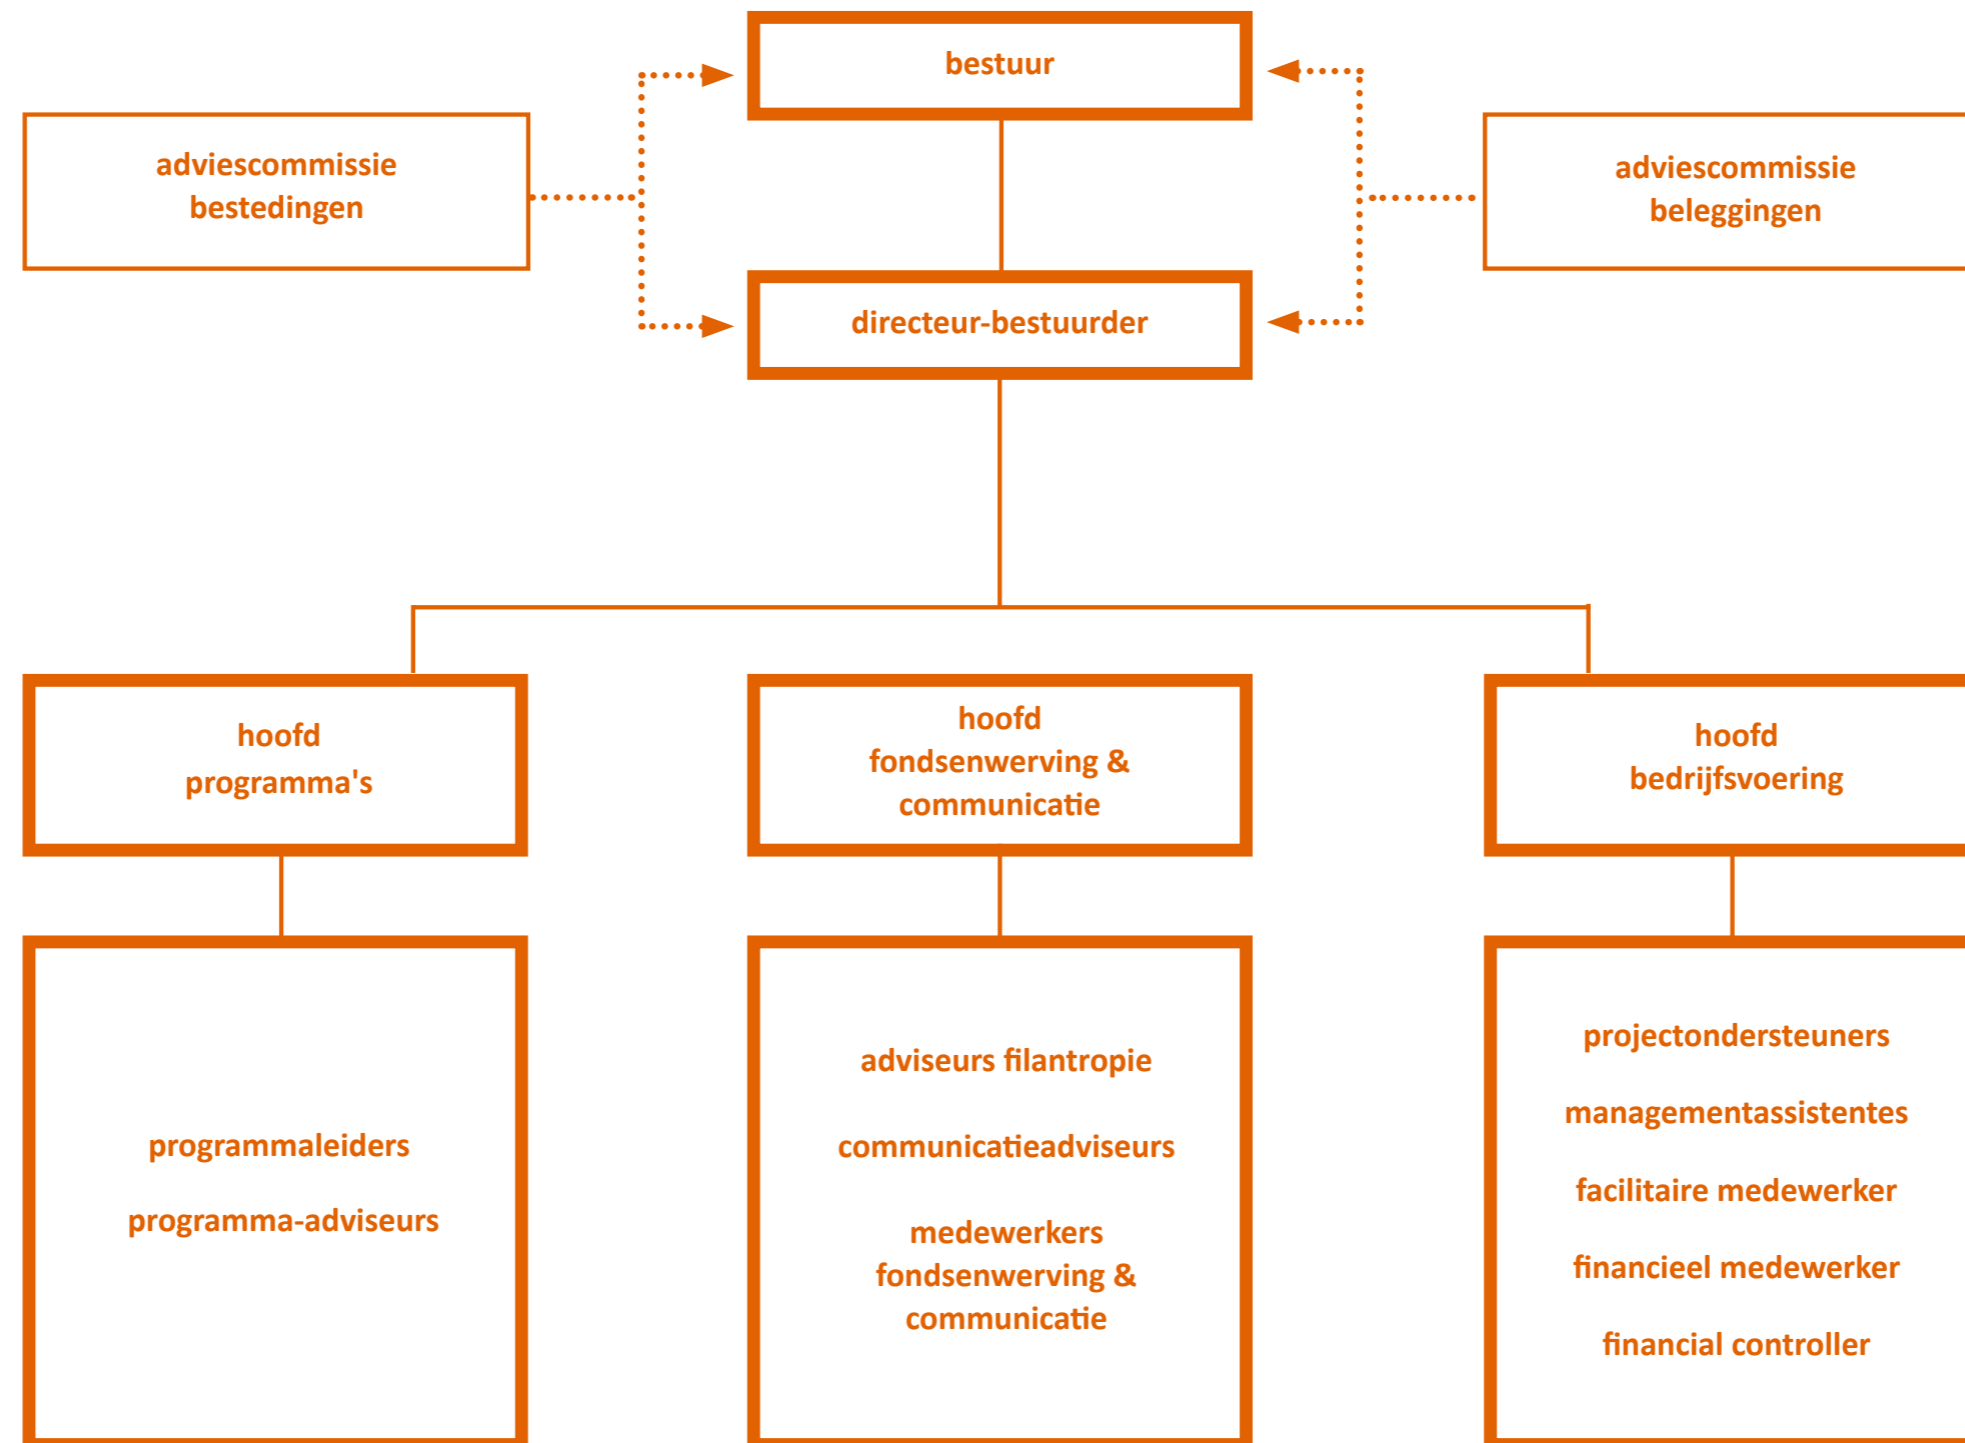 bestuur
adviescommissie
bestedingen
adviescommissie
beleggingen
directeur-bestuurder
hoofd
programma's
hoofd
fondsenwerving &
communicatie
hoofd
bedrijfsvoering
programmaleiders
programma-adviseurs
adviseurs filantropie
communicatieadviseurs
medewerkers
fondsenwerving &
communicatie
projectondersteuners
managementassistentes
facilitaire medewerker
financieel medewerker
financial controller